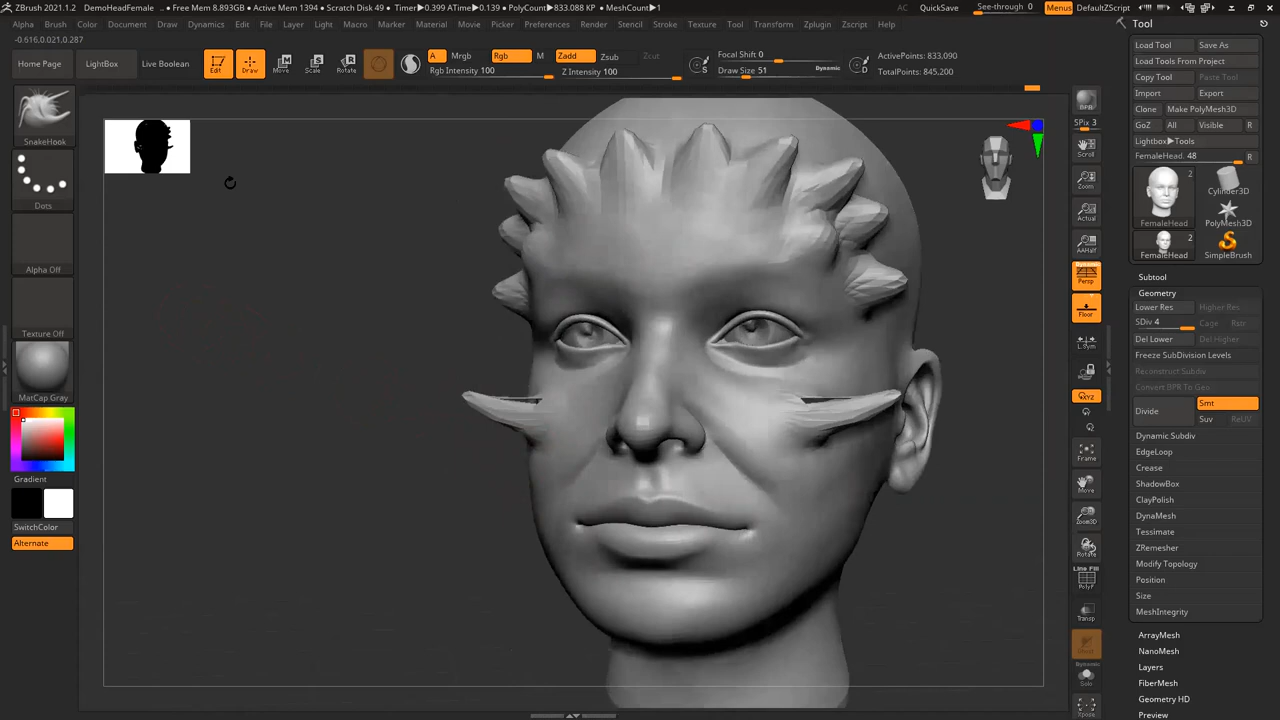 ZBrush 2021.1.2 DemoHeadFemale .. • Free Mem 8.893GB • Active Mem 1394 • Scratch Disk 49 • Timer▶0.399 ATime▶0.139 • PolyCount▶833.088 KP • MeshCount▶1 AC QuickSave See-through 0 Menus DefaultZScript
Alpha Brush Color Document Draw Dynamics Edit File Layer Light Macro Marker Material Movie Picker Preferences Render Stencil Stroke Texture Tool Transform Zplugin Zscript Help
-0.616,0.021,0.287
Home Page LightBox Live Boolean Edit Draw Move Scale Rotate
A Mrgb Rgb M Zadd Zsub Zcut
Rgb Intensity 100 Z Intensity 100
Focal Shift 0
Draw Size 51 Dynamic
S
D
ActivePoints: 833,090
TotalPoints: 845,200
SnakeHook
Dots
Alpha Off
Texture Off
MatCap Gray
Gradient
SwitchColor
Alternate
BPR
SPix 3
Scroll
Zoom
Actual
AAHalf
Dynamic
Persp
Floor
L.Sym
XYZ
Frame
Move
Zoom3D
Rotate
Line Fill
PolyF
Transp
Ghost
Dynamic
Solo
Xpose
Tool
Load Tool Save As
Load Tools From Project
Copy Tool Paste Tool
Import Export
Clone Make PolyMesh3D
GoZ All Visible R
Lightbox▶Tools
FemaleHead. 48 R
2
FemaleHead Cylinder3D
PolyMesh3D
2
FemaleHead SimpleBrush
Subtool
Geometry
Lower Res Higher Res
SDiv 4 Cage Rstr
Del Lower Del Higher
Freeze SubDivision Levels
Reconstruct Subdiv
Convert BPR To Geo
Divide Smt
Suv ReUV
Dynamic Subdiv
EdgeLoop
Crease
ShadowBox
ClayPolish
DynaMesh
Tessimate
ZRemesher
Modify Topology
Position
Size
MeshIntegrity
ArrayMesh
NanoMesh
Layers
FiberMesh
Geometry HD
Preview